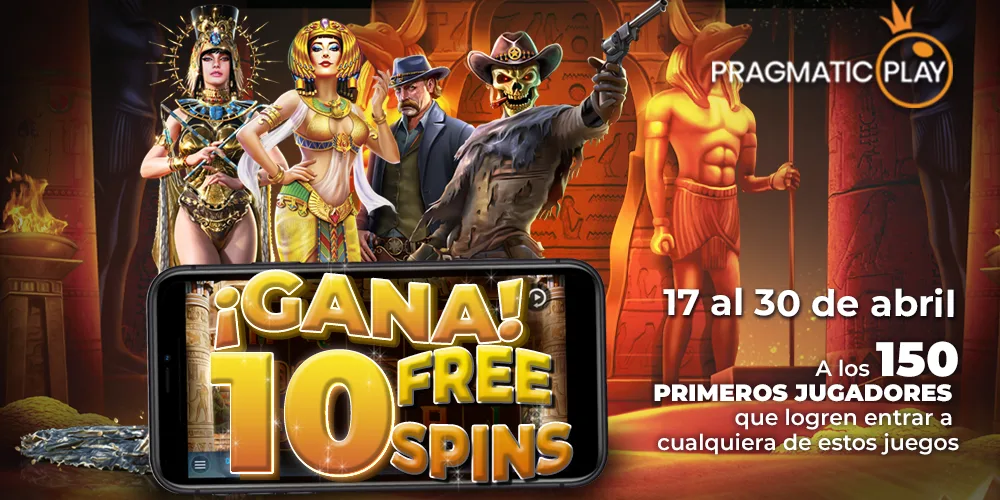 PRAGMATIC PLAY
¡GANA!
10 FREE
SPINS
17 al 30 de abril
A los 150
PRIMEROS JUGADORES
que logren entrar a
cualquiera de estos juegos